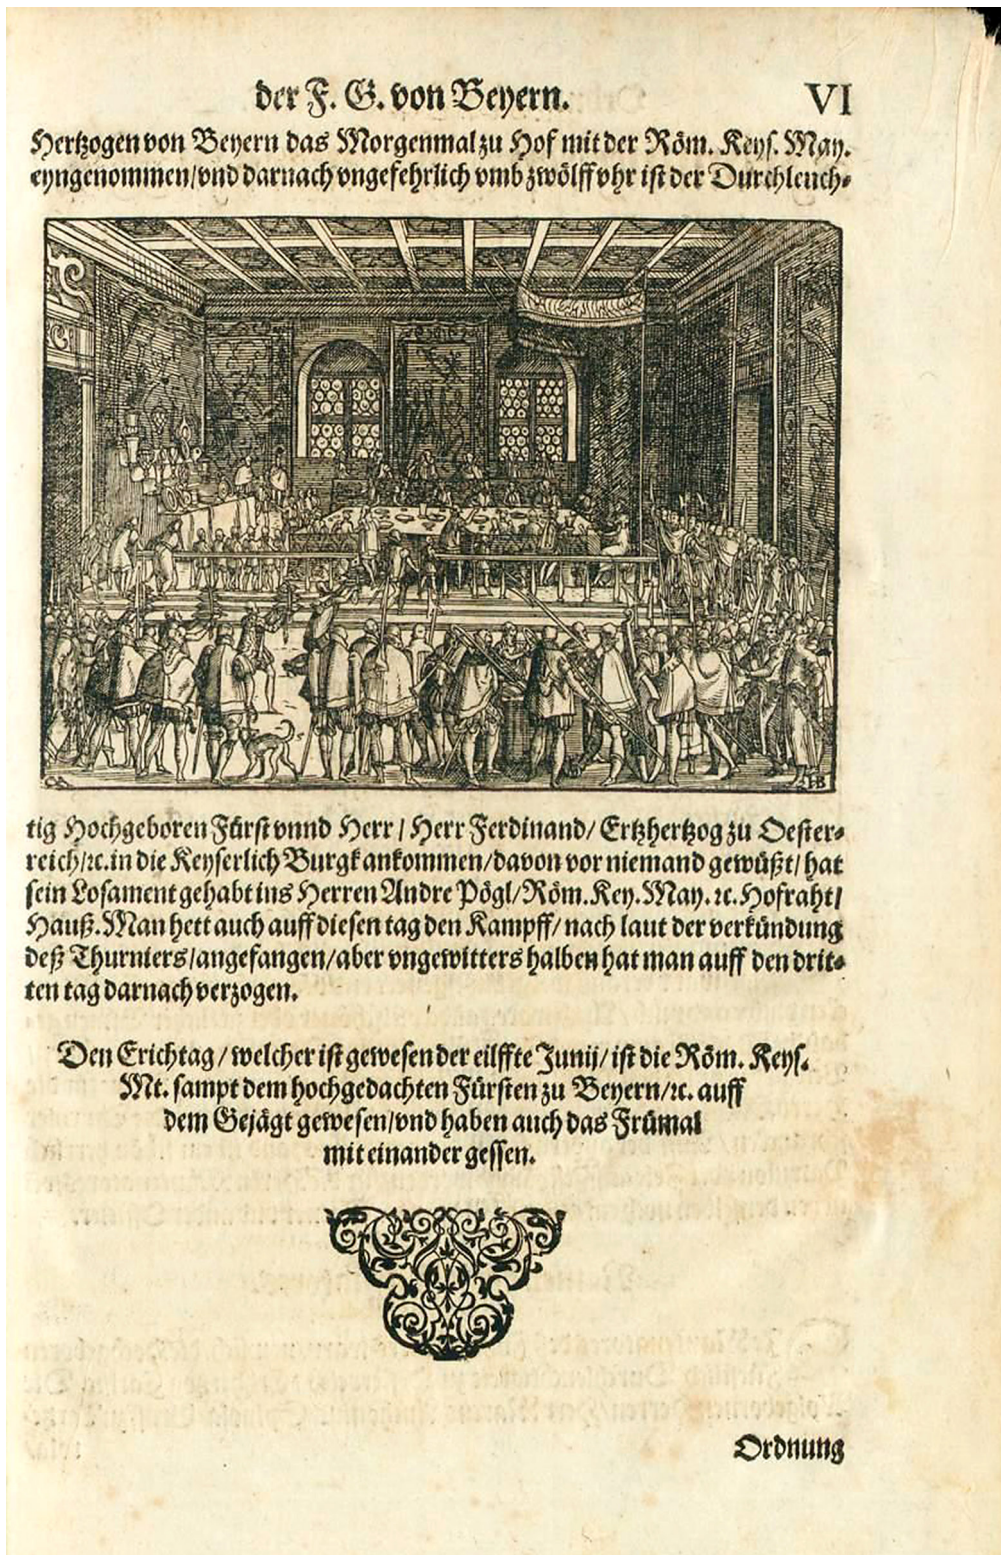 der F. G. von Beyern. VI
Hertzogen von Beyern das Morgenmal zu Hof mit der Röm. Keys. May.
eyngenommen/vnd darnach vngefehrlich vmb zwölff vhr ist der Durchleuch-
HB
tig Hochgeboren Fürst vnnd Herr / Herr Ferdinand/ Ertzhertzog zu Oester-
reich/ꝛc. in die Keyserlich Burgk ankommen/davon vor niemand gewüßt/ hat
sein Losament gehabt ins Herren Andre Pögl/Röm. Key. May. ꝛc. Hofraht/
Hauß. Man hett auch auff diesen tag den Kampff/ nach laut der verkündung
deß Thurniers/angefangen/aber vngewitters halben hat man auff den drit-
ten tag darnach verzogen.
Den Erichtag/ welcher ist gewesen der eilffte Junij/ ist die Röm. Keys.
Mt. sampt dem hochgedachten Fürsten zu Beyern/ꝛc. auff
dem Gejägt gewesen/vnd haben auch das Frümal
mit einander gessen.
Ordnung